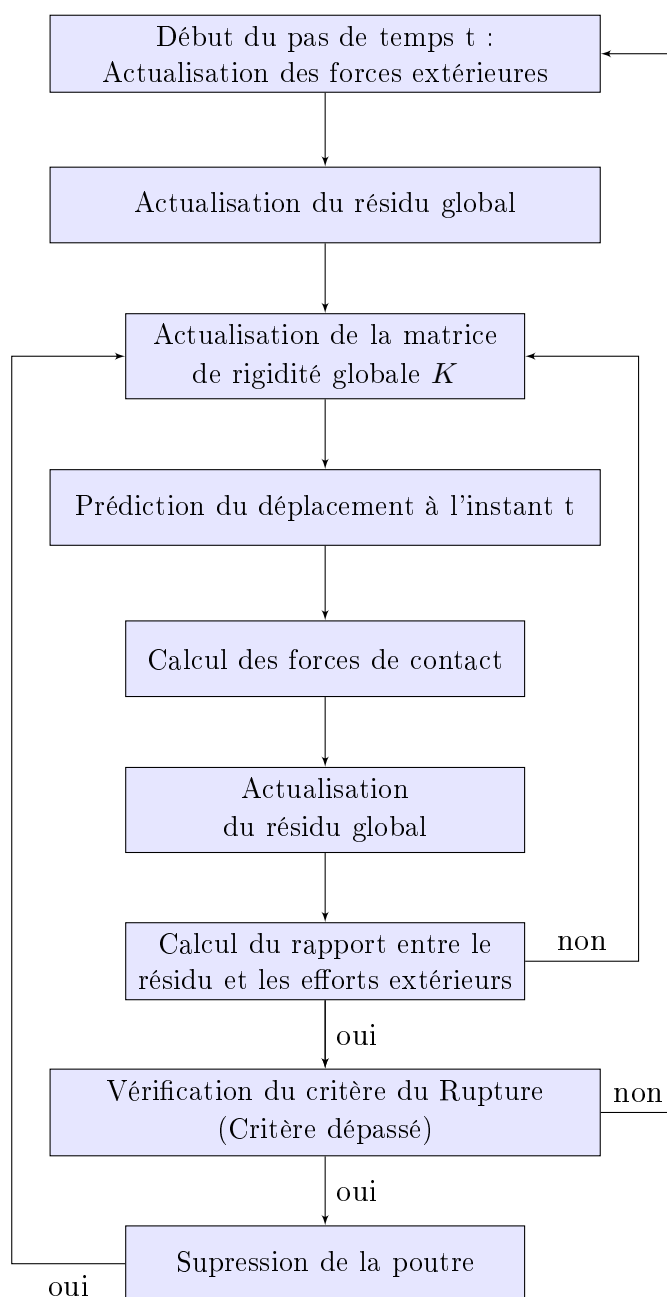 Début du pas de temps t :
Actualisation des forces extérieures
Actualisation du résidu global
Actualisation de la matrice
de rigidité globale K
Prédiction du déplacement à l'instant t
Calcul des forces de contact
Actualisation
du résidu global
Calcul du rapport entre le
résidu et les efforts extérieurs
non
oui
Vérification du critère du Rupture
(Critère dépassé)
non
oui
Supression de la poutre
oui